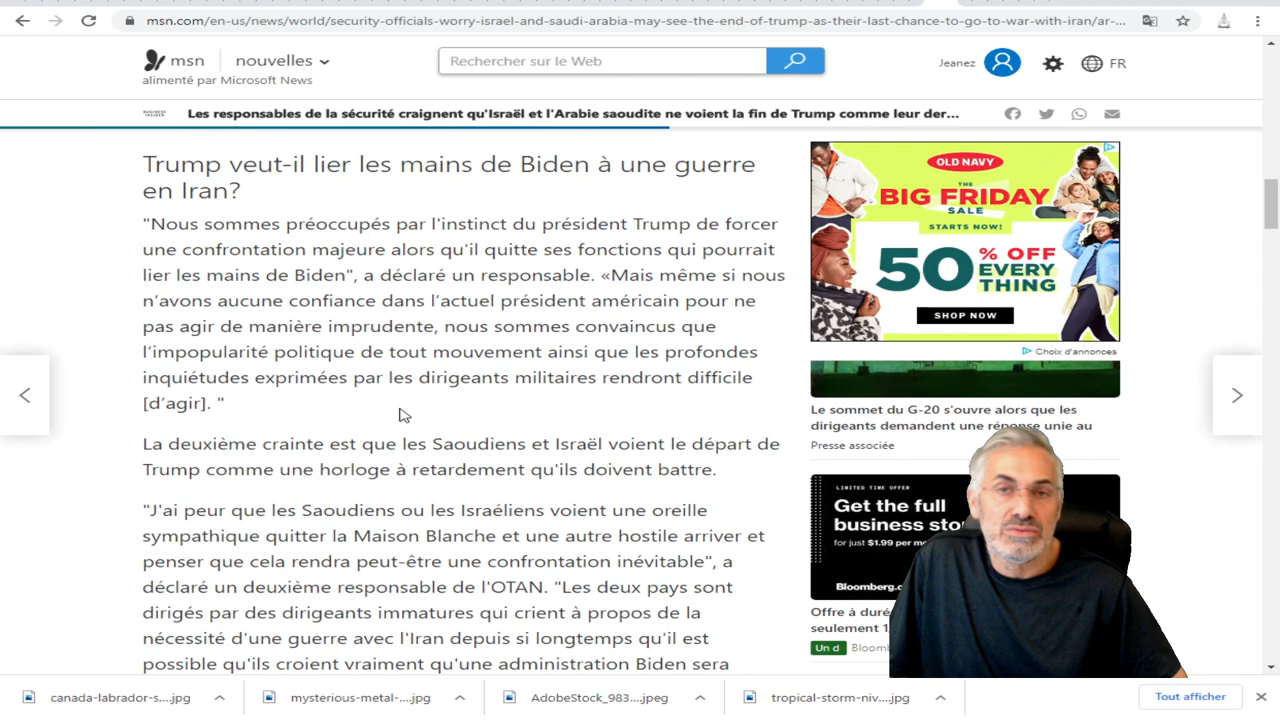 msn.com/en-us/news/world/security-officials-worry-israel-and-saudi-arabia-may-see-the-end-of-trump-as-their-last-chance-to-go-to-war-with-iran/ar-...
msn nouvelles
alimenté par Microsoft News
Rechercher sur le Web
Jeanez
FR
BUSINESS INSIDER
Les responsables de la sécurité craignent qu'Israël et l'Arabie saoudite ne voient la fin de Trump comme leur der...
Trump veut-il lier les mains de Biden à une guerre
en Iran?
"Nous sommes préoccupés par l'instinct du président Trump de forcer
une confrontation majeure alors qu'il quitte ses fonctions qui pourrait
lier les mains de Biden", a déclaré un responsable. «Mais même si nous
n’avons aucune confiance dans l’actuel président américain pour ne
pas agir de manière imprudente, nous sommes convaincus que
l’impopularité politique de tout mouvement ainsi que les profondes
inquiétudes exprimées par les dirigeants militaires rendront difficile
[d’agir]. "
La deuxième crainte est que les Saoudiens et Israël voient le départ de
Trump comme une horloge à retardement qu'ils doivent battre.
"J'ai peur que les Saoudiens ou les Israéliens voient une oreille
sympathique quitter la Maison Blanche et une autre hostile arriver et
penser que cela rendra peut-être une confrontation inévitable", a
déclaré un deuxième responsable de l'OTAN. "Les deux pays sont
dirigés par des dirigeants immatures qui crient à propos de la
nécessité d'une guerre avec l'Iran depuis si longtemps qu'il est
possible qu'ils croient vraiment qu'une administration Biden sera
OLD NAVY
THE
BIG FRIDAY
SALE
STARTS NOW!
50 % OFF
EVERY
THING
SHOP NOW
Choix d'annonces
Le sommet du G-20 s'ouvre alors que les
dirigeants demandent une réponse unie au
Presse associée
LIMITED TIME OFFER
Get the full
business
for just $1.99 per
Bloomberg
Offre à
seulement
Un d
canada-labrador-s....jpg
mysterious-metal-....jpg
AdobeStock_983....jpeg
tropical-storm-niv....jpg
Tout afficher